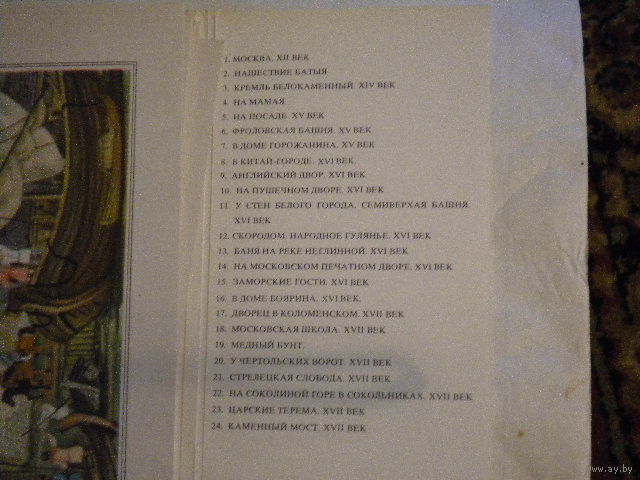 1. МОСКВА. XII ВЕК
2. НАШЕСТВИЕ БАТЫЯ
3. КРЕМЛЬ БЕЛОКАМЕННЫЙ. XIV ВЕК
4. НА МАМАЯ
5. НА ПОСАДЕ. XV ВЕК
6. ФРОЛОВСКАЯ БАШНЯ. XV ВЕК
7. В ДОМЕ ГОРОЖАНИНА. XV ВЕК
8. В КИТАЙ-ГОРОДЕ. XVI ВЕК.
9. АНГЛИЙСКИЙ ДВОР. XVI ВЕК
10. НА ПУШЕЧНОМ ДВОРЕ. XVI ВЕК
11. У СТЕН БЕЛОГО ГОРОДА. СЕМИВЕРХАЯ БАШНЯ.
XVI ВЕК
12. СКОРОДОМ. НАРОДНОЕ ГУЛЯНЬЕ. XVI ВЕК
13. БАНЯ НА РЕКЕ НЕГЛИННОЙ. XVI ВЕК
14. НА МОСКОВСКОМ ПЕЧАТНОМ ДВОРЕ. XVI ВЕК
15. ЗАМОРСКИЕ ГОСТИ. XVI ВЕК
16. В ДОМЕ БОЯРИНА. XVI ВЕК.
17. ДВОРЕЦ В КОЛОМЕНСКОМ. XVII ВЕК
18. МОСКОВСКАЯ ШКОЛА. XVII ВЕК
19. МЕДНЫЙ БУНТ.
20. У ЧЕРТОЛЬСКИХ ВОРОТ. XVII ВЕК
21. СТРЕЛЕЦКАЯ СЛОБОДА. XVII ВЕК
22. НА СОКОЛИНОЙ ГОРЕ В СОКОЛЬНИКАХ. XVII ВЕК
23. ЦАРСКИЕ ТЕРЕМА. XVII ВЕК
24. КАМЕННЫЙ МОСТ. XVII ВЕК
www.ay.by